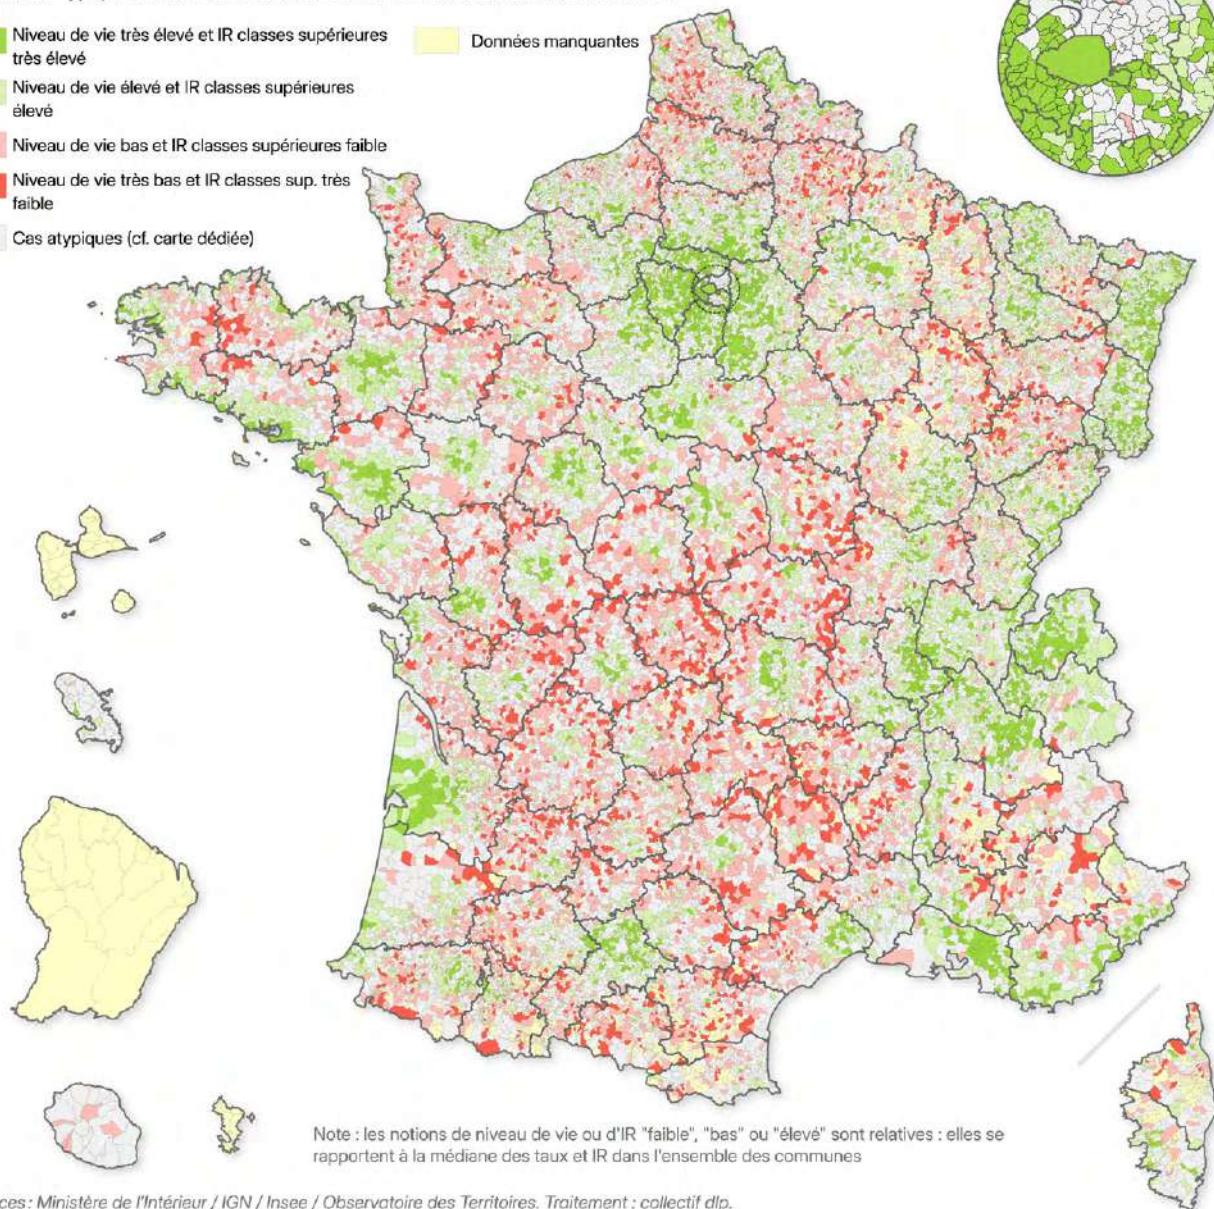 Niveau de vie très élevé et IR classes supérieures
très élevé
Niveau de vie élevé et IR classes supérieures
élevé
Niveau de vie bas et IR classes supérieures faible
Niveau de vie très bas et IR classes sup. très
faible
Cas atypiques (cf. carte dédiée)
Données manquantes
Note : les notions de niveau de vie ou d'IR "faible", "bas" ou "élevé" sont relatives : elles se
rapportent à la médiane des taux et IR dans l'ensemble des communes
ces : Ministère de l'Intérieur / IGN / Insee / Observatoire des Territoires. Traitement : collectif dlp.